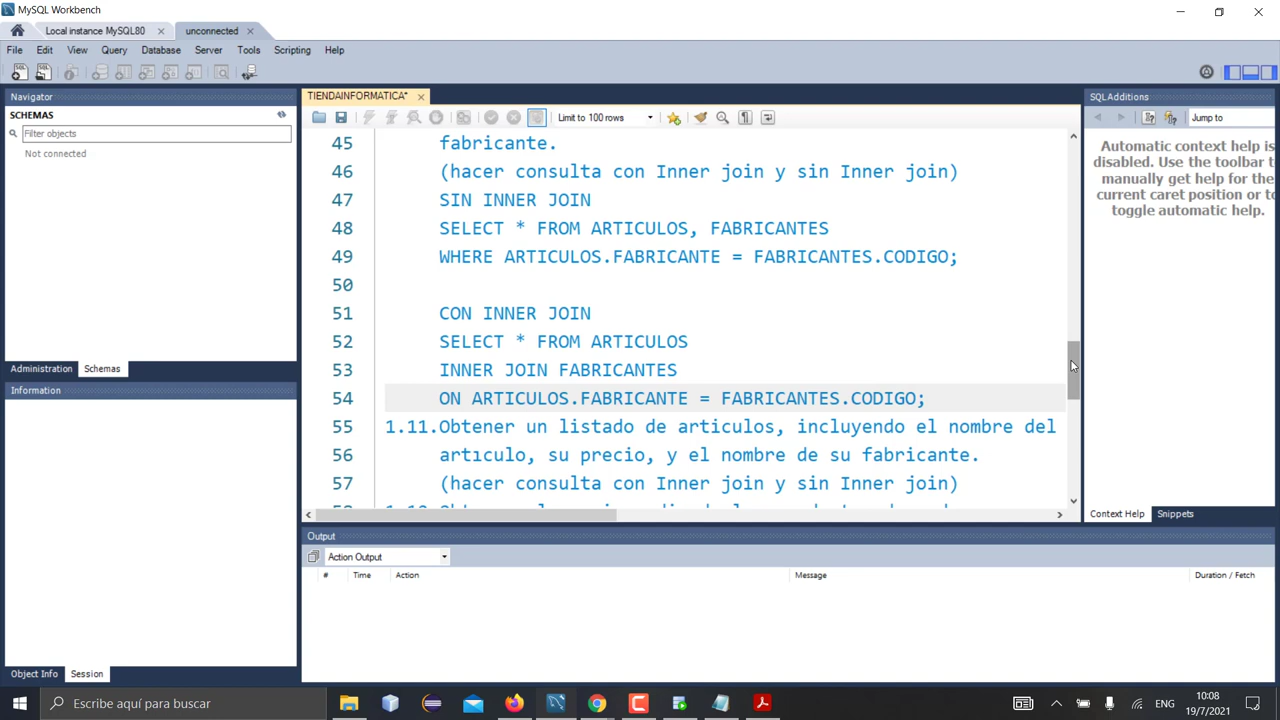 MySQL Workbench
Local instance MySQL80
unconnected
File Edit View Query Database Server Tools Scripting Help
Navigator
SCHEMAS
Filter objects
Not connected
Administration Schemas
Information
Object Info Session
TIENDAINFORMATICA*
Limit to 100 rows
45 fabricante.
46 (hacer consulta con Inner join y sin Inner join)
47 SIN INNER JOIN
48 SELECT * FROM ARTICULOS, FABRICANTES
49 WHERE ARTICULOS.FABRICANTE = FABRICANTES.CODIGO;
50
51 CON INNER JOIN
52 SELECT * FROM ARTICULOS
53 INNER JOIN FABRICANTES
54 ON ARTICULOS.FABRICANTE = FABRICANTES.CODIGO;
55 1.11.Obtener un listado de articulos, incluyendo el nombre del
56 artıculo, su precio, y el nombre de su fabricante.
57 (hacer consulta con Inner join y sin Inner join)
SQLAdditions
Jump to
Automatic context help is
disabled. Use the toolbar t
manually get help for the
current caret position or to
toggle automatic help.
Context Help Snippets
Output
Action Output
# Time Action Message Duration / Fetch
Escribe aquí para buscar
ENG
10:08
19/7/2021